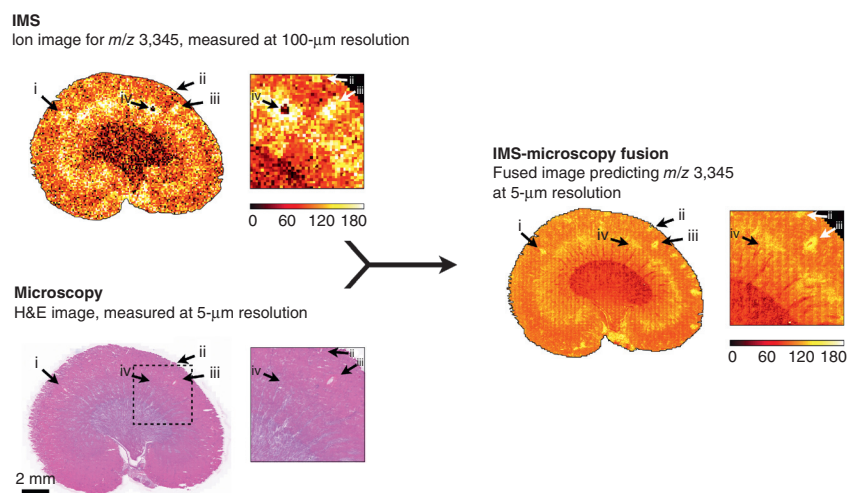 IMS
Ion image for m/z 3,345, measured at 100-μm resolution
i
ii
iv
iii
ii
iii
iv
0 60 120 180
Microscopy
H&E image, measured at 5-μm resolution
i
ii
iv
iii
ii
iii
iv
2 mm
IMS-microscopy fusion
Fused image predicting m/z 3,345
at 5-μm resolution
i
ii
iv
iii
ii
iii
iv
0 60 120 180